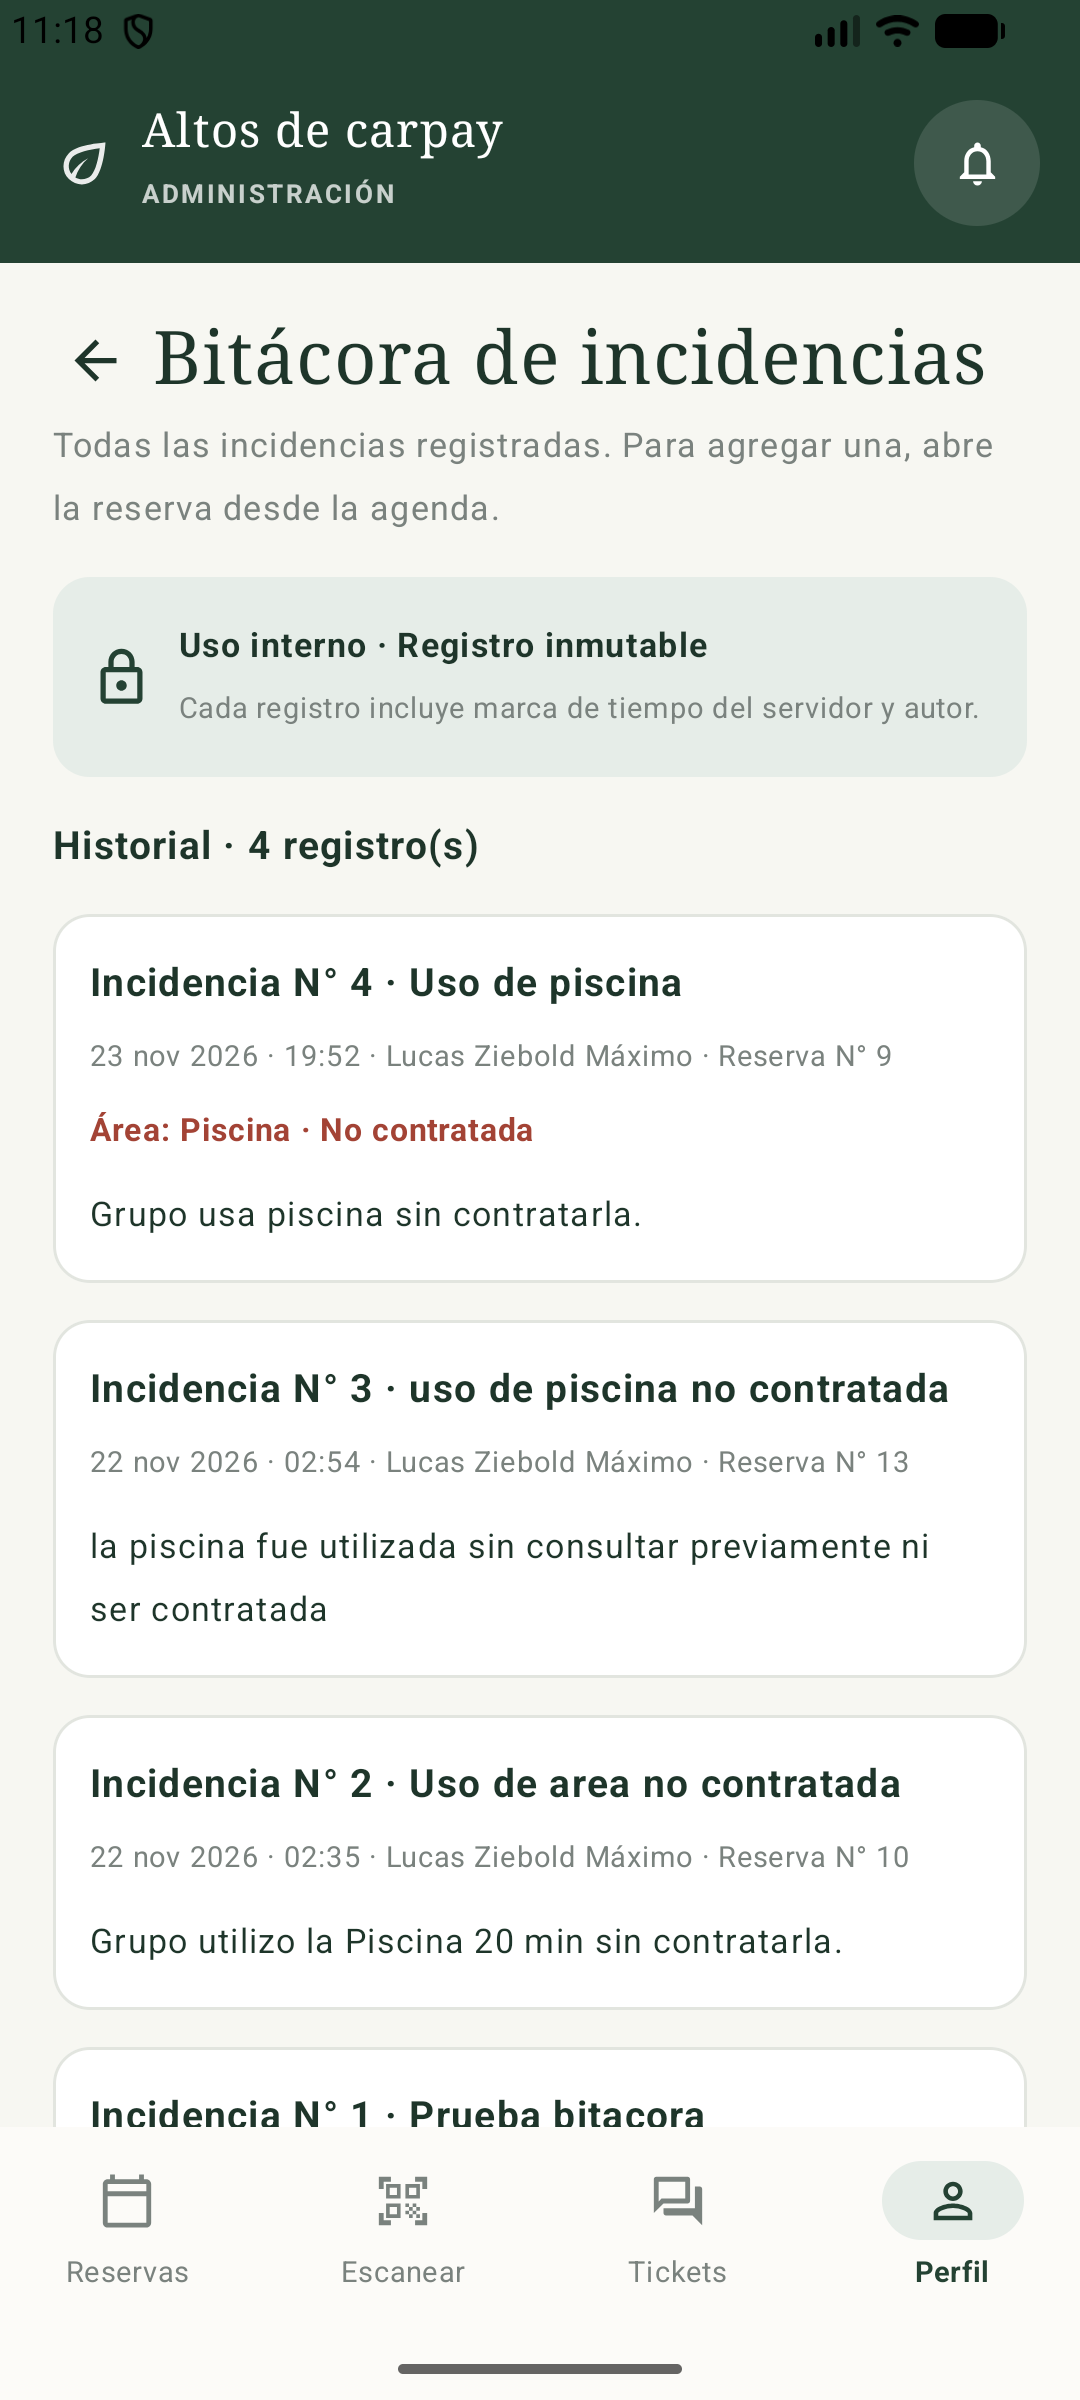 11:18
Altos de carpay
ADMINISTRACIÓN
Bitácora de incidencias
Todas las incidencias registradas. Para agregar una, abre
la reserva desde la agenda.
Uso interno · Registro inmutable
Cada registro incluye marca de tiempo del servidor y autor.
Historial · 4 registro(s)
Incidencia N° 4 · Uso de piscina
23 nov 2026 · 19:52 · Lucas Ziebold Máximo · Reserva N° 9
Área: Piscina · No contratada
Grupo usa piscina sin contratarla.
Incidencia N° 3 · uso de piscina no contratada
22 nov 2026 · 02:54 · Lucas Ziebold Máximo · Reserva N° 13
la piscina fue utilizada sin consultar previamente ni
ser contratada
Incidencia N° 2 · Uso de area no contratada
22 nov 2026 · 02:35 · Lucas Ziebold Máximo · Reserva N° 10
Grupo utilizo la Piscina 20 min sin contratarla.
Incidencia N° 1 · Prueba bitacora
Reservas
Escanear
Tickets
Perfil